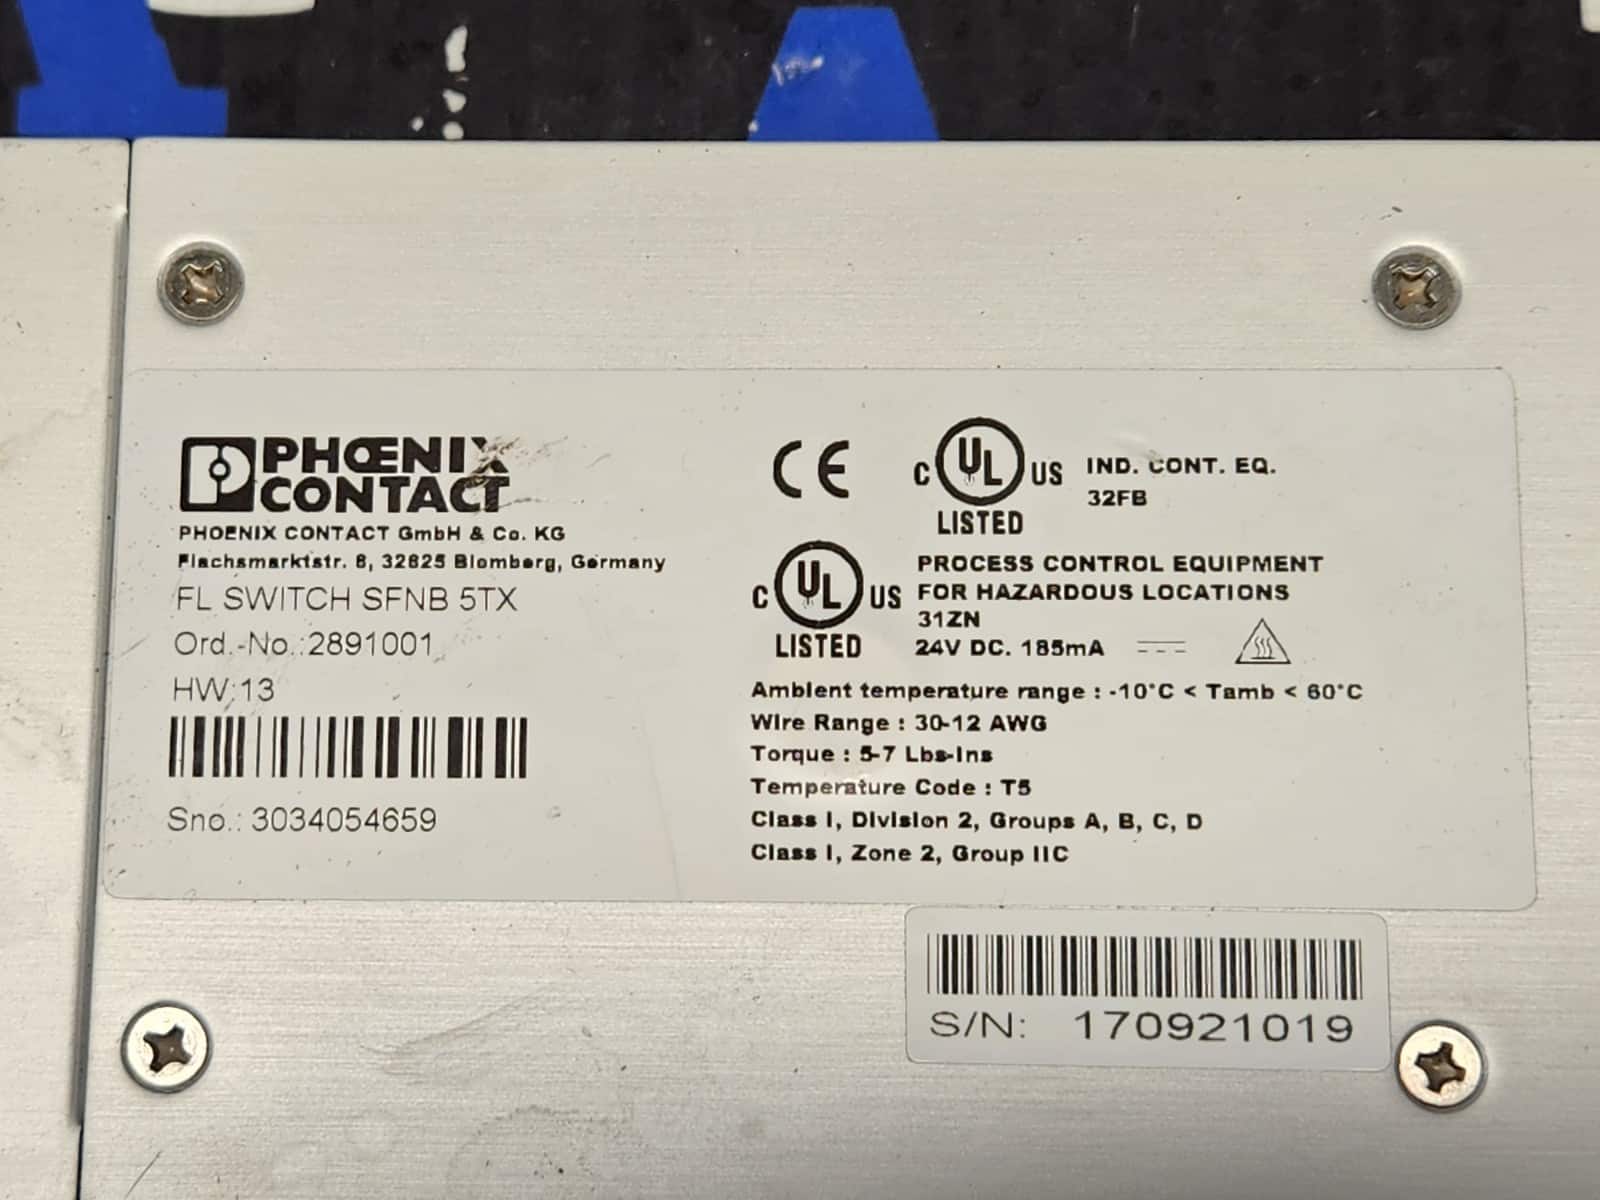 PHŒNIX
CONTACT
PHOENIX CONTACT GmbH & Co. KG
Flachsmarktstr. 8, 32825 Blomberg, Germany
FL SWITCH SFNB 5TX
Ord.-No.:2891001
HW:13
Sno.: 3034054659
CE
C UL US
LISTED
IND. CONT. EQ.
32FB
C UL US
LISTED
PROCESS CONTROL EQUIPMENT
FOR HAZARDOUS LOCATIONS
31ZN
24V DC. 185mA
Ambient temperature range : -10°C < Tamb < 60°C
Wire Range : 30-12 AWG
Torque : 5-7 Lbs-Ins
Temperature Code : T5
Class I, Division 2, Groups A, B, C, D
Class I, Zone 2, Group IIC
S/N: 170921019